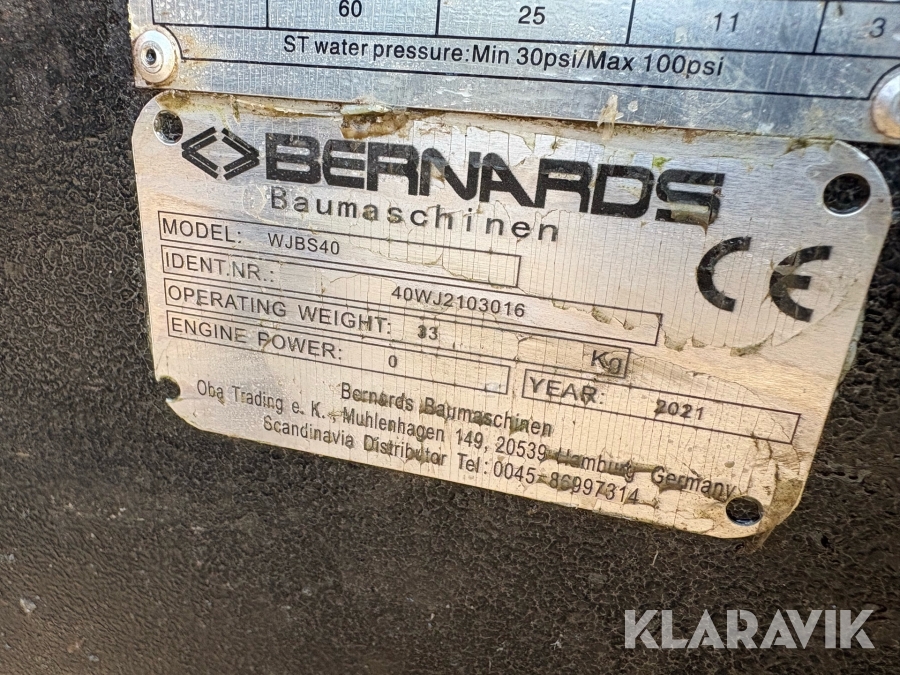 60 25 11 3
ST water pressure:Min 30psi/Max 100psi
BERNARDS
Baumaschinen
CE
MODEL: WJBS40
IDENT.NR.: 40WJ2103016
OPERATING WEIGHT: 33 Kg
ENGINE POWER: 0
YEAR: 2021
Bernards Baumaschinen
Oba Trading e. K., Muhlenhagen 149, 20539 Hamburg Germany
Scandinavia Distributor Tel:0045-86997314
KLARAVIK